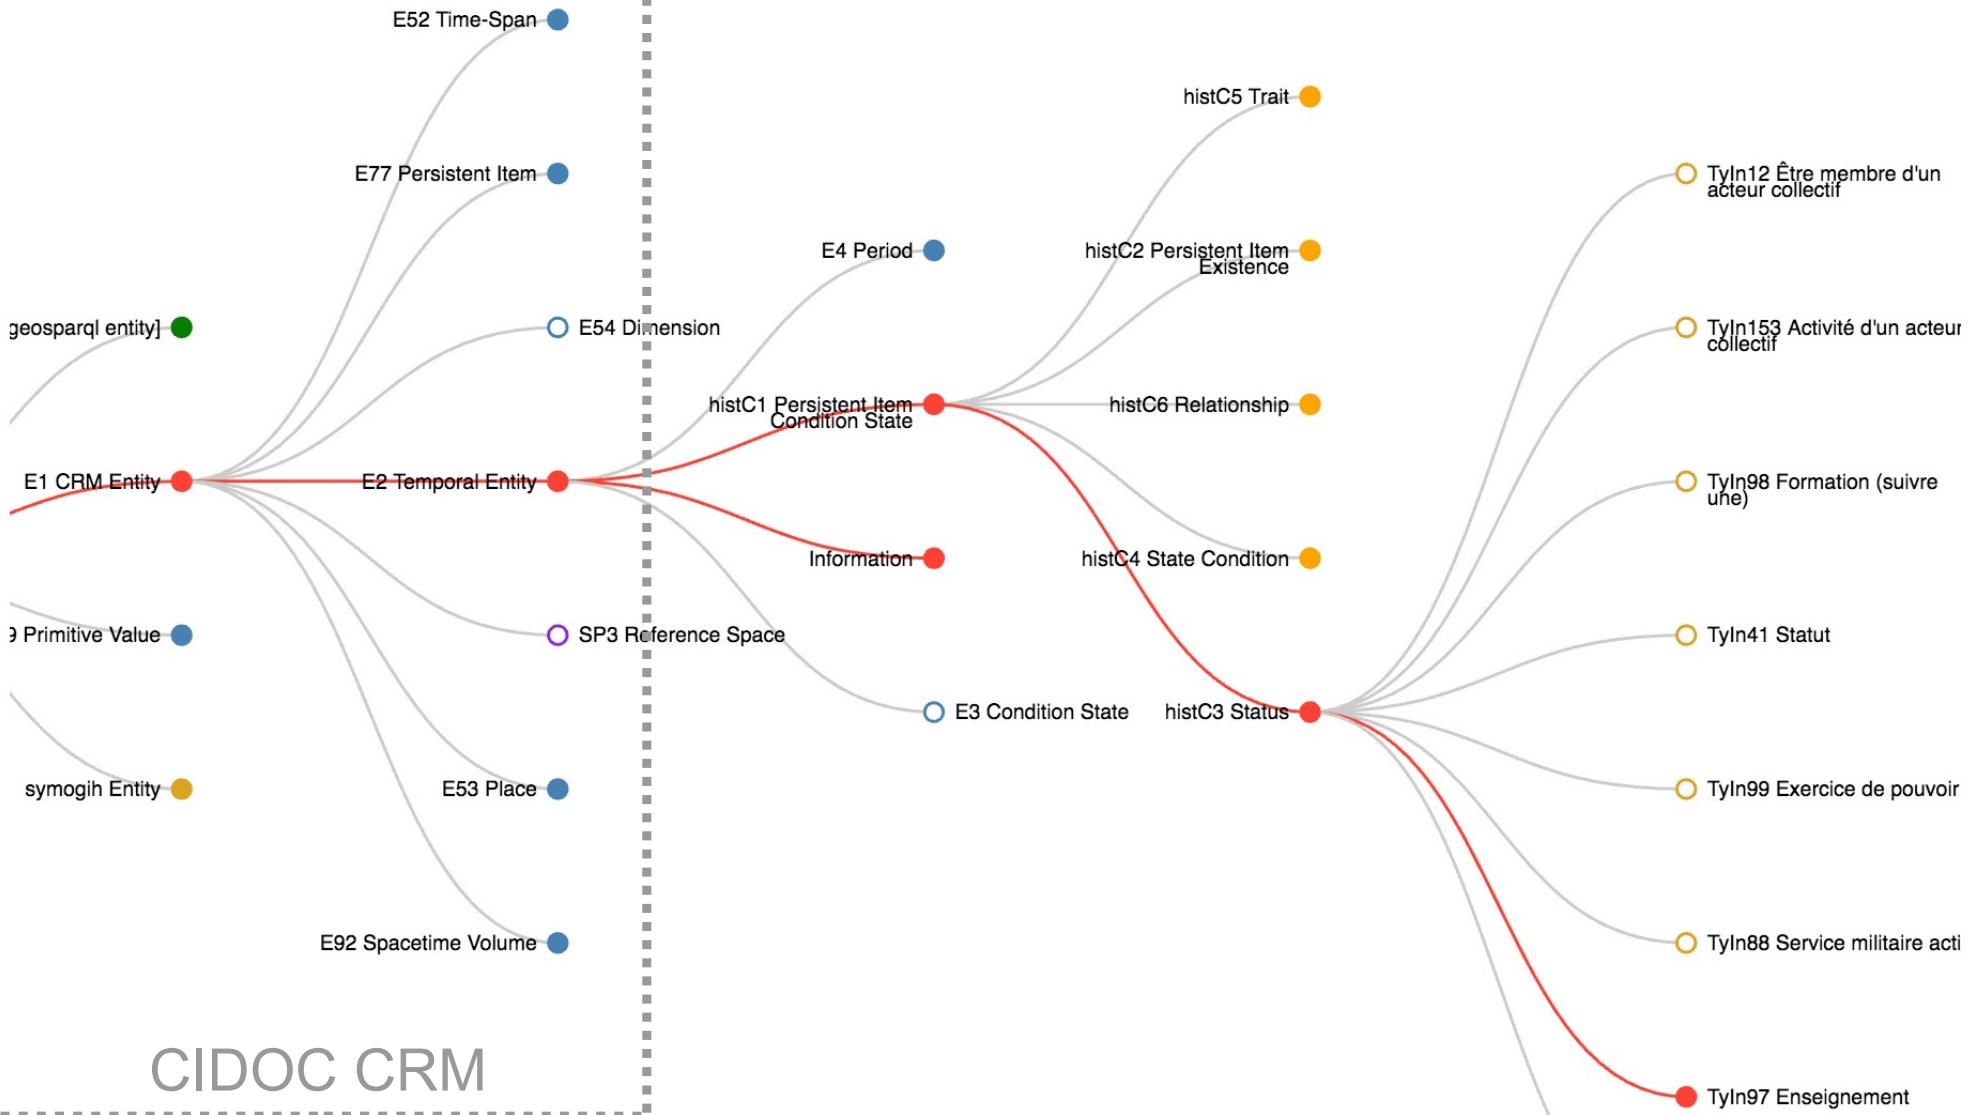 E52 Time-Span
E77 Persistent Item
geosparql entity]
E54 Dimension
E1 CRM Entity
E2 Temporal Entity
9 Primitive Value
SP3 Reference Space
symogih Entity
E53 Place
E92 Spacetime Volume
CIDOC CRM
E4 Period
histC1 Persistent Item
Condition State
Information
E3 Condition State
histC5 Trait
histC2 Persistent Item
Existence
histC6 Relationship
histC4 State Condition
histC3 Status
TyIn12 Être membre d'un
acteur collectif
TyIn153 Activité d'un acteur
collectif
TyIn98 Formation (suivre
une)
TyIn41 Statut
TyIn99 Exercice de pouvoir
TyIn88 Service militaire acti
TyIn97 Enseignement